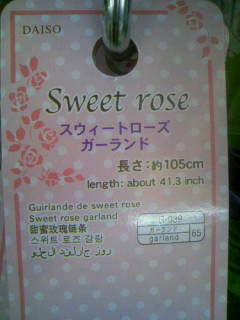 DAISO
Sweet rose
スウィートローズ
ガーランド
長さ:約105cm
length: about 41.3 inch
Guirlande de sweet rose
Sweet rose garland
甜蜜玫瑰链条
스위트 로즈 갈랑
G-039
ガーランド
garland
65